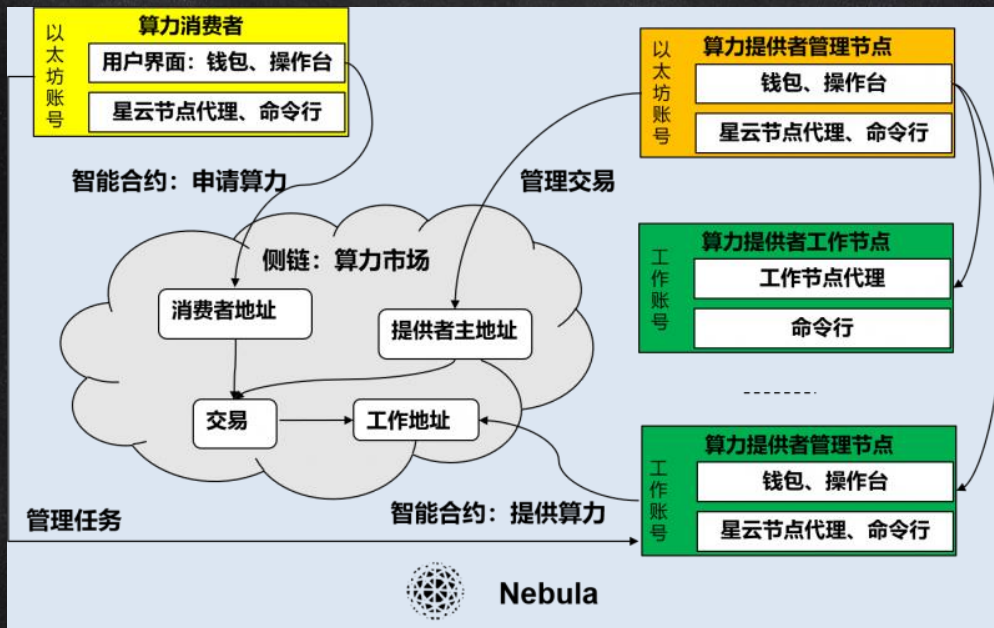 以太坊账号
算力消费者
用户界面：钱包、操作台
星云节点代理、命令行
以太坊账号
算力提供者管理节点
钱包、操作台
星云节点代理、命令行
智能合约：申请算力
管理交易
侧链：算力市场
消费者地址
提供者主地址
交易
工作地址
工作账号
算力提供者工作节点
工作节点代理
命令行
工作账号
算力提供者管理节点
钱包、操作台
星云节点代理、命令行
智能合约：提供算力
管理任务
Nebula